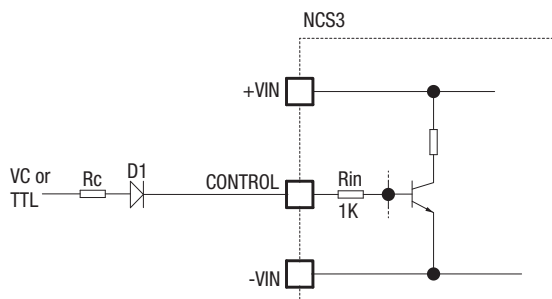 NCS3
+VIN
VC or
TTL
Rc
D1
CONTROL
Rin
1K
-VIN